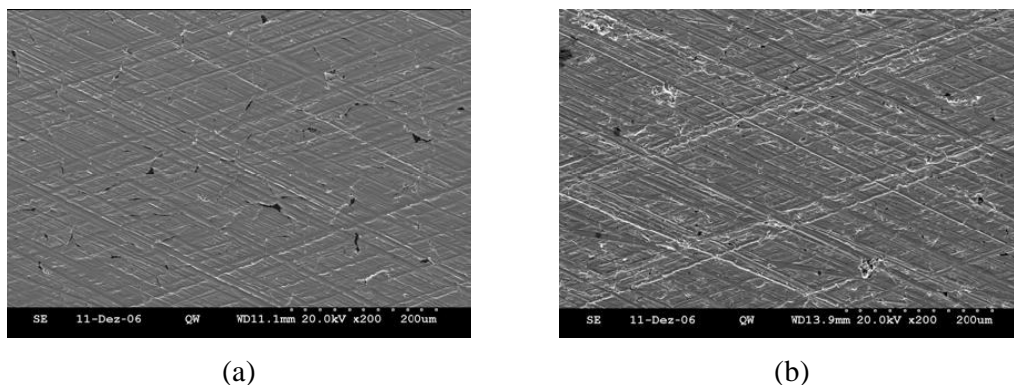 SE 11-Dez-06 QW WD11.1mm 20.0kV x200 200um
SE 11-Dez-06 QW WD13.9mm 20.0kV x200 200um
(a) (b)